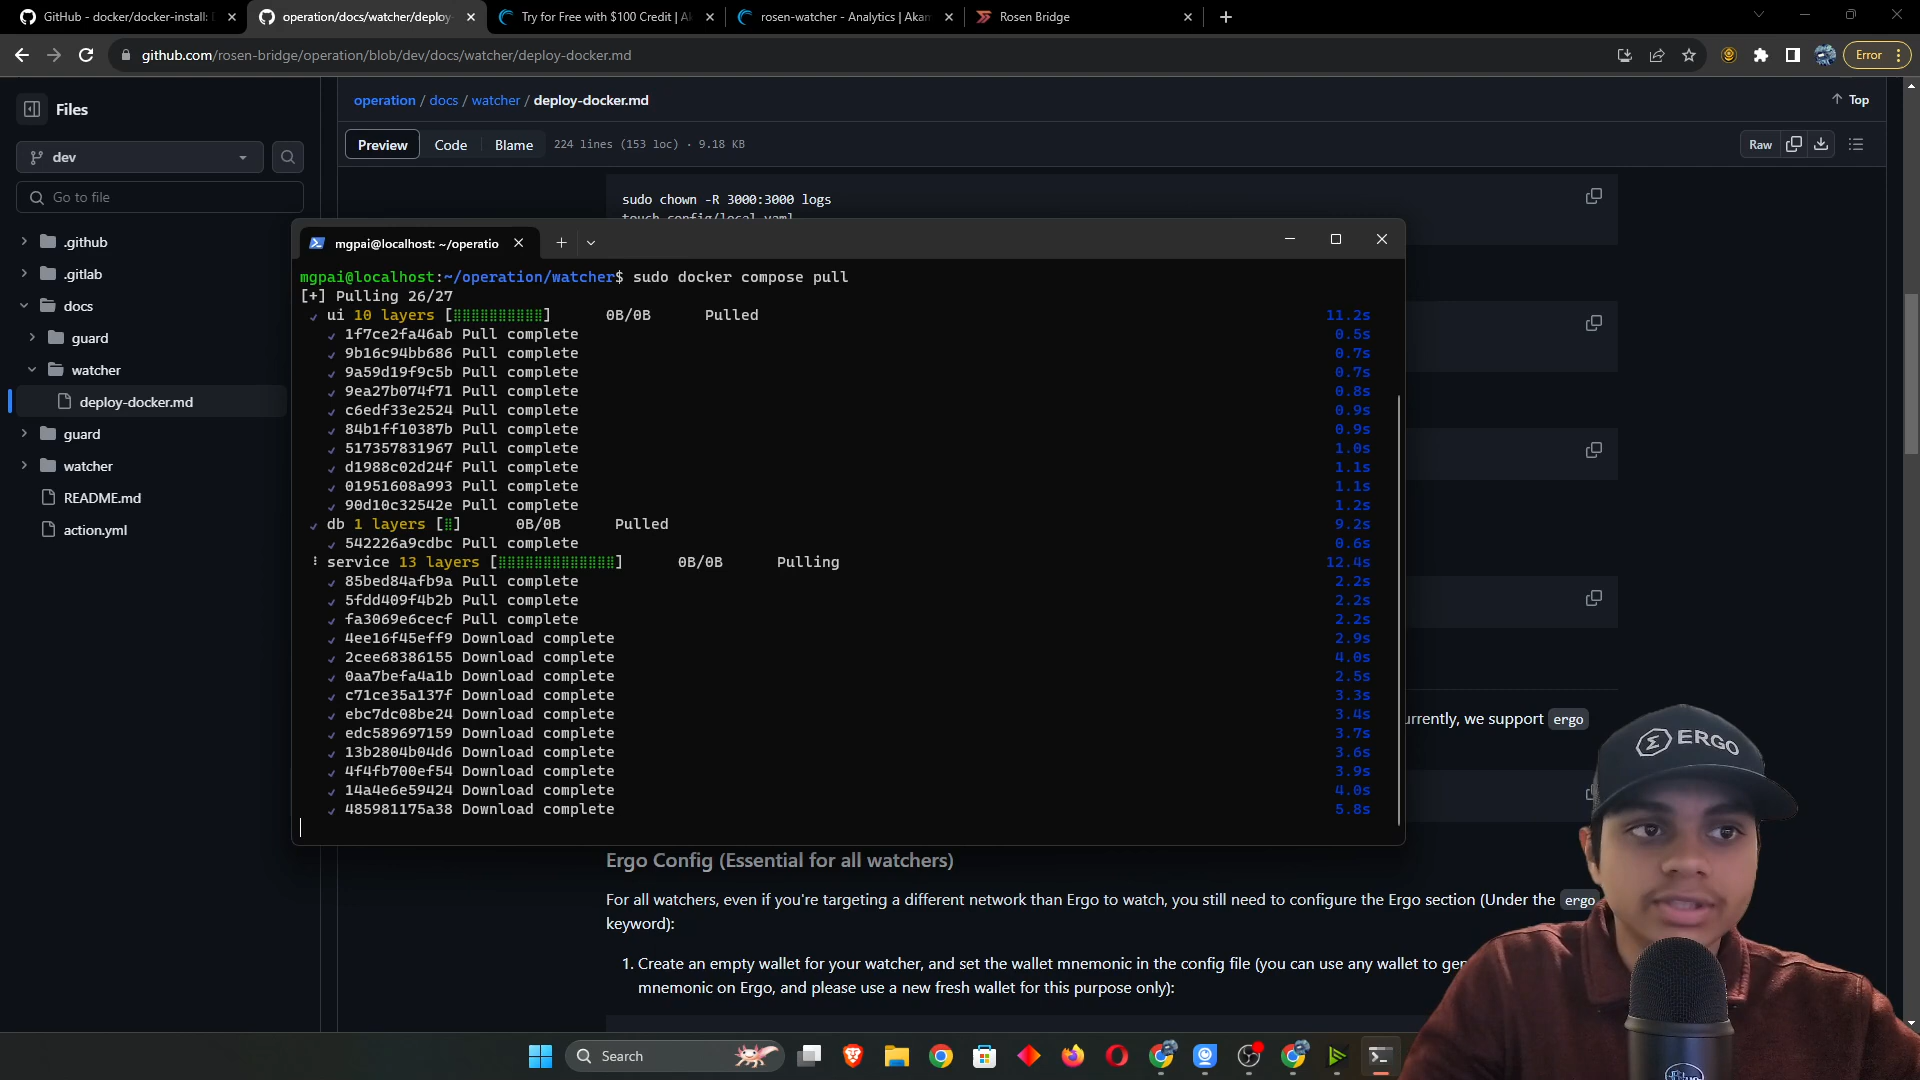 GitHub - docker/docker-install:
operation/docs/watcher/deploy-
Try for Free with $100 Credit | Ak
rosen-watcher - Analytics | Akam
Rosen Bridge
github.com/rosen-bridge/operation/blob/dev/docs/watcher/deploy-docker.md
Error
Files
operation / docs / watcher / deploy-docker.md
Top
Preview
Code
Blame
224 lines (153 loc) · 9.18 KB
Raw
dev
Go to file
.github
.gitlab
docs
guard
watcher
deploy-docker.md
guard
watcher
README.md
action.yml
sudo chown -R 3000:3000 logs
touch config/local.yaml
mgpai@localhost: ~/operatio
mgpai@localhost:~/operation/watcher$ sudo docker compose pull
[+] Pulling 26/27
✓ ui 10 layers [⣿⣿⣿⣿⣿⣿⣿⣿⣿⣿] 0B/0B Pulled 11.2s
✓ 1f7ce2fa46ab Pull complete 0.5s
✓ 9b16c94bb686 Pull complete 0.7s
✓ 9a59d19f9c5b Pull complete 0.7s
✓ 9ea27b074f71 Pull complete 0.8s
✓ c6edf33e2524 Pull complete 0.9s
✓ 84b1ff10387b Pull complete 0.9s
✓ 517357831967 Pull complete 1.0s
✓ d1988c02d24f Pull complete 1.1s
✓ 01951608a993 Pull complete 1.1s
✓ 90d10c32542e Pull complete 1.2s
✓ db 1 layers [⣿] 0B/0B Pulled 9.2s
✓ 542226a9cdbc Pull complete 0.6s
⠸ service 13 layers [⣿⣿⣿⣿⣿⣿⣿⣿⣿⣿⣿⣿⣿] 0B/0B Pulling 12.4s
✓ 85bed84afb9a Pull complete 2.2s
✓ 5fdd409f4b2b Pull complete 2.2s
✓ fa3069e6cecf Pull complete 2.2s
✓ 4ee16f45eff9 Download complete 2.9s
✓ 2cee68386155 Download complete 4.0s
✓ 0aa7befa4a1b Download complete 2.5s
✓ c71ce35a137f Download complete 3.3s
✓ ebc7dc08be24 Download complete 3.4s
✓ edc589697159 Download complete 3.7s
✓ 13b2804b04d6 Download complete 3.6s
✓ 4f4fb700ef54 Download complete 3.9s
✓ 14a4e6e59424 Download complete 4.0s
✓ 485981175a38 Download complete 5.8s
urrently, we support ergo
Ergo Config (Essential for all watchers)
For all watchers, even if you're targeting a different network than Ergo to watch, you still need to configure the Ergo section (Under the ergo
keyword):
1. Create an empty wallet for your watcher, and set the wallet mnemonic in the config file (you can use any wallet to gen
mnemonic on Ergo, and please use a new fresh wallet for this purpose only):
ERGO
Blue
Search